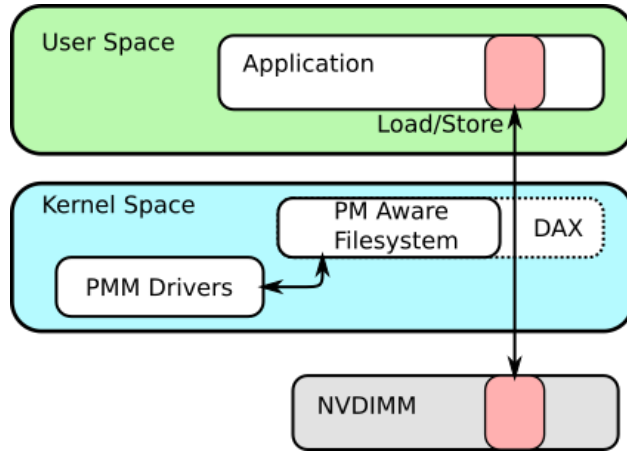 User Space
Application
Load/Store
Kernel Space
PM Aware
Filesystem
DAX
PMM Drivers
NVDIMM